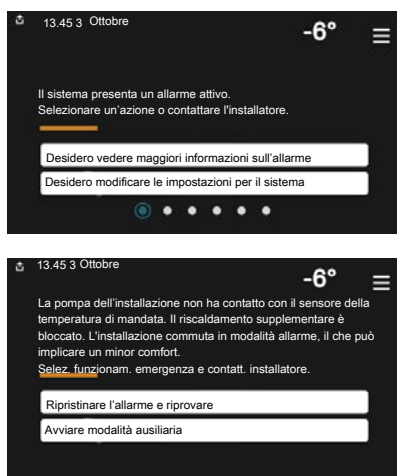 13.45 3 Ottobre
-6°
Il sistema presenta un allarme attivo.
Selezionare un'azione o contattare l'installatore.
Desidero vedere maggiori informazioni sull'allarme
Desidero modificare le impostazioni per il sistema
13.45 3 Ottobre
-6°
La pompa dell'installazione non ha contatto con il sensore della
temperatura di mandata. Il riscaldamento supplementare è
bloccato. L'installazione commuta in modalità allarme, il che può
implicare un minor comfort.
Selez. funzionam. emergenza e contatt. installatore.
Ripristinare l'allarme e riprovare
Avviare modalità ausiliaria